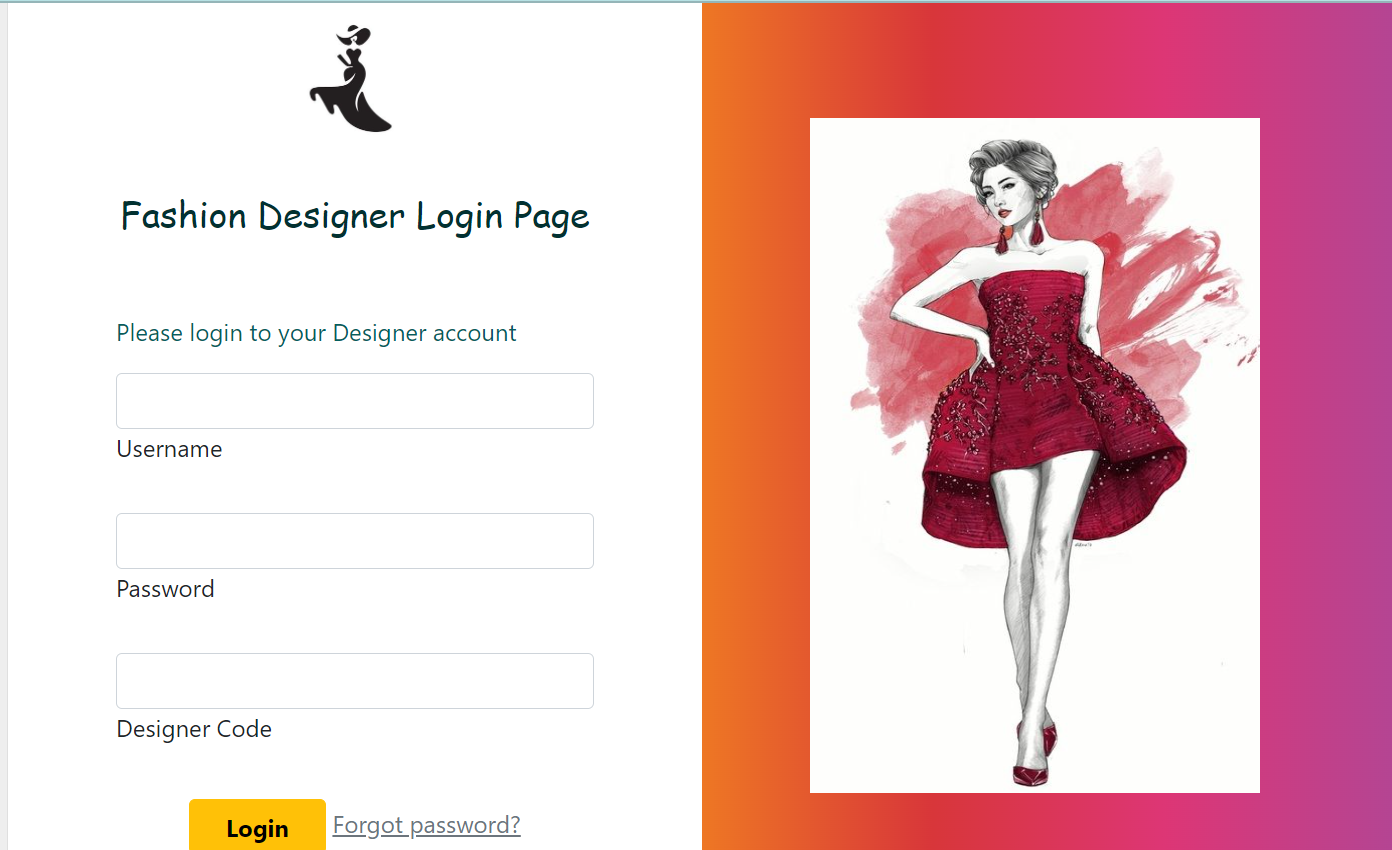 Fashion Designer Login Page
Please login to your Designer account
Username
Password
Designer Code
Login Forgot password?